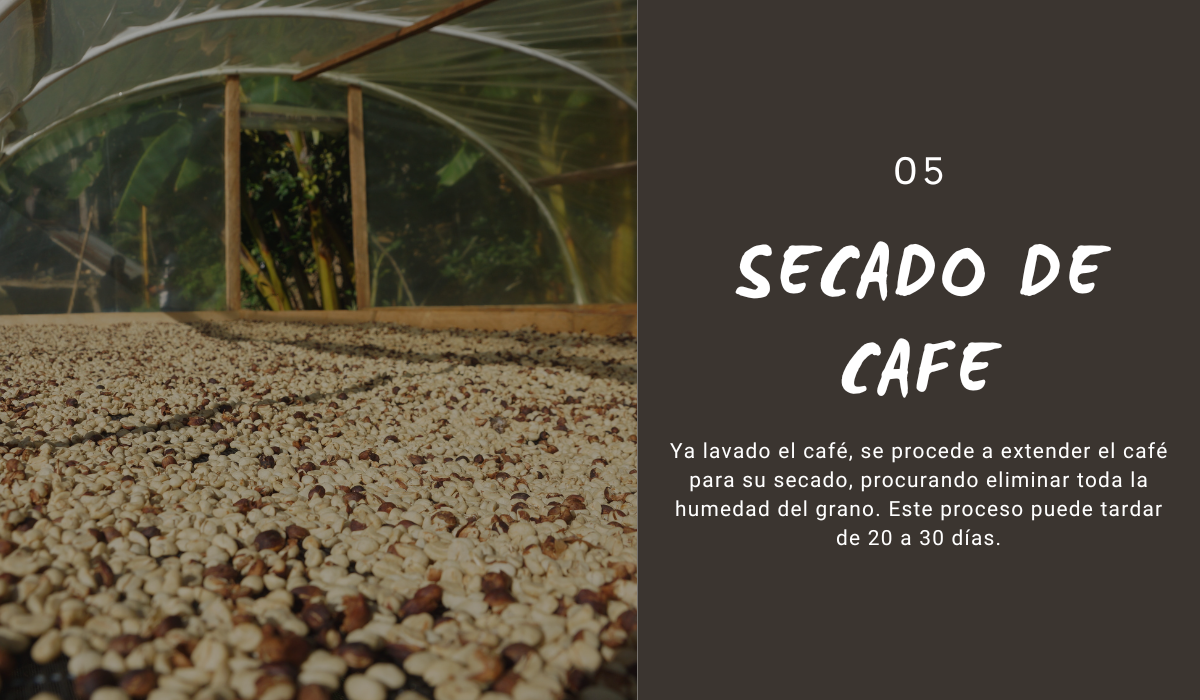 05
SECADO DE
CAFE
Ya lavado el café, se procede a extender el café
para su secado, procurando eliminar toda la
humedad del grano. Este proceso puede tardar
de 20 a 30 días.